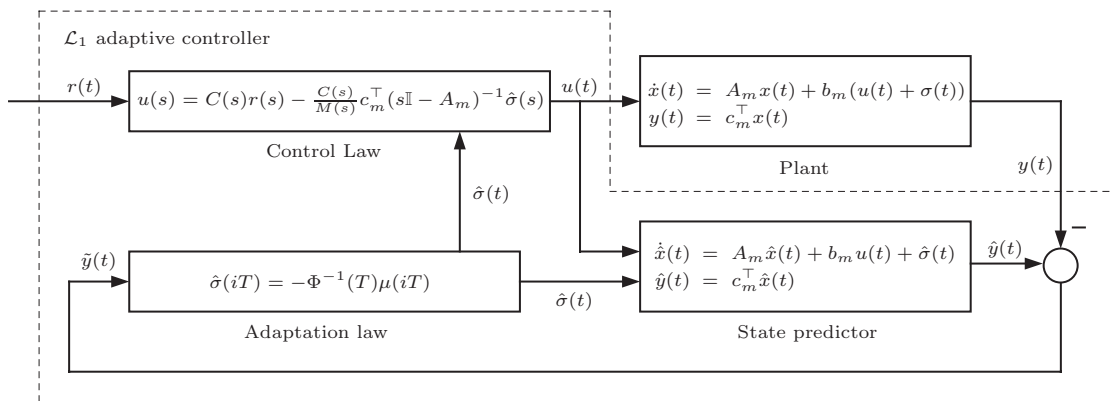 ℒ₁ adaptive controller
r(t)
u(s) = C(s)r(s) − C(s)/M(s) c_m^⊤(s𝕀 − A_m)^{−1}σ̂(s)
u(t)
Control Law
ẋ(t) = A_m x(t) + b_m(u(t) + σ(t))
y(t) = c_m^⊤ x(t)
Plant
y(t)
σ̂(t)
ỹ(t)
σ̂(iT) = −Φ^{−1}(T)μ(iT)
Adaptation law
σ̂(t)
x̂̇(t) = A_m x̂(t) + b_m u(t) + σ̂(t)
ŷ(t) = c_m^⊤ x̂(t)
State predictor
ŷ(t)
−